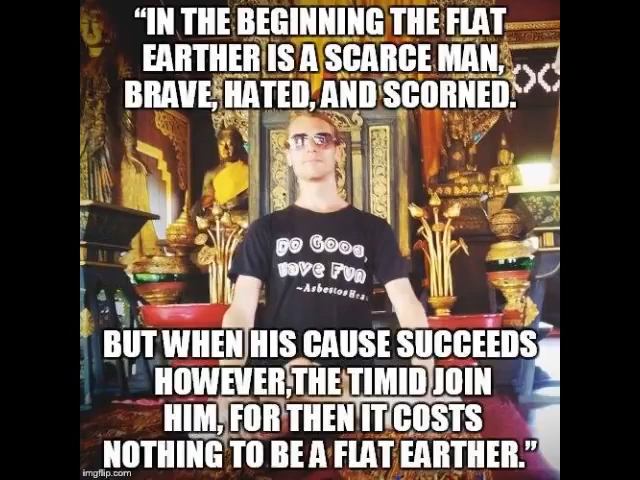 “IN THE BEGINNING THE FLAT
EARTHER IS A SCARCE MAN,
BRAVE, HATED, AND SCORNED.
Do Good,
Have Fun
~Asbestos
BUT WHEN HIS CAUSE SUCCEEDS
HOWEVER,THE TIMID JOIN
HIM, FOR THEN IT COSTS
NOTHING TO BE A FLAT EARTHER.”
imgflip.com